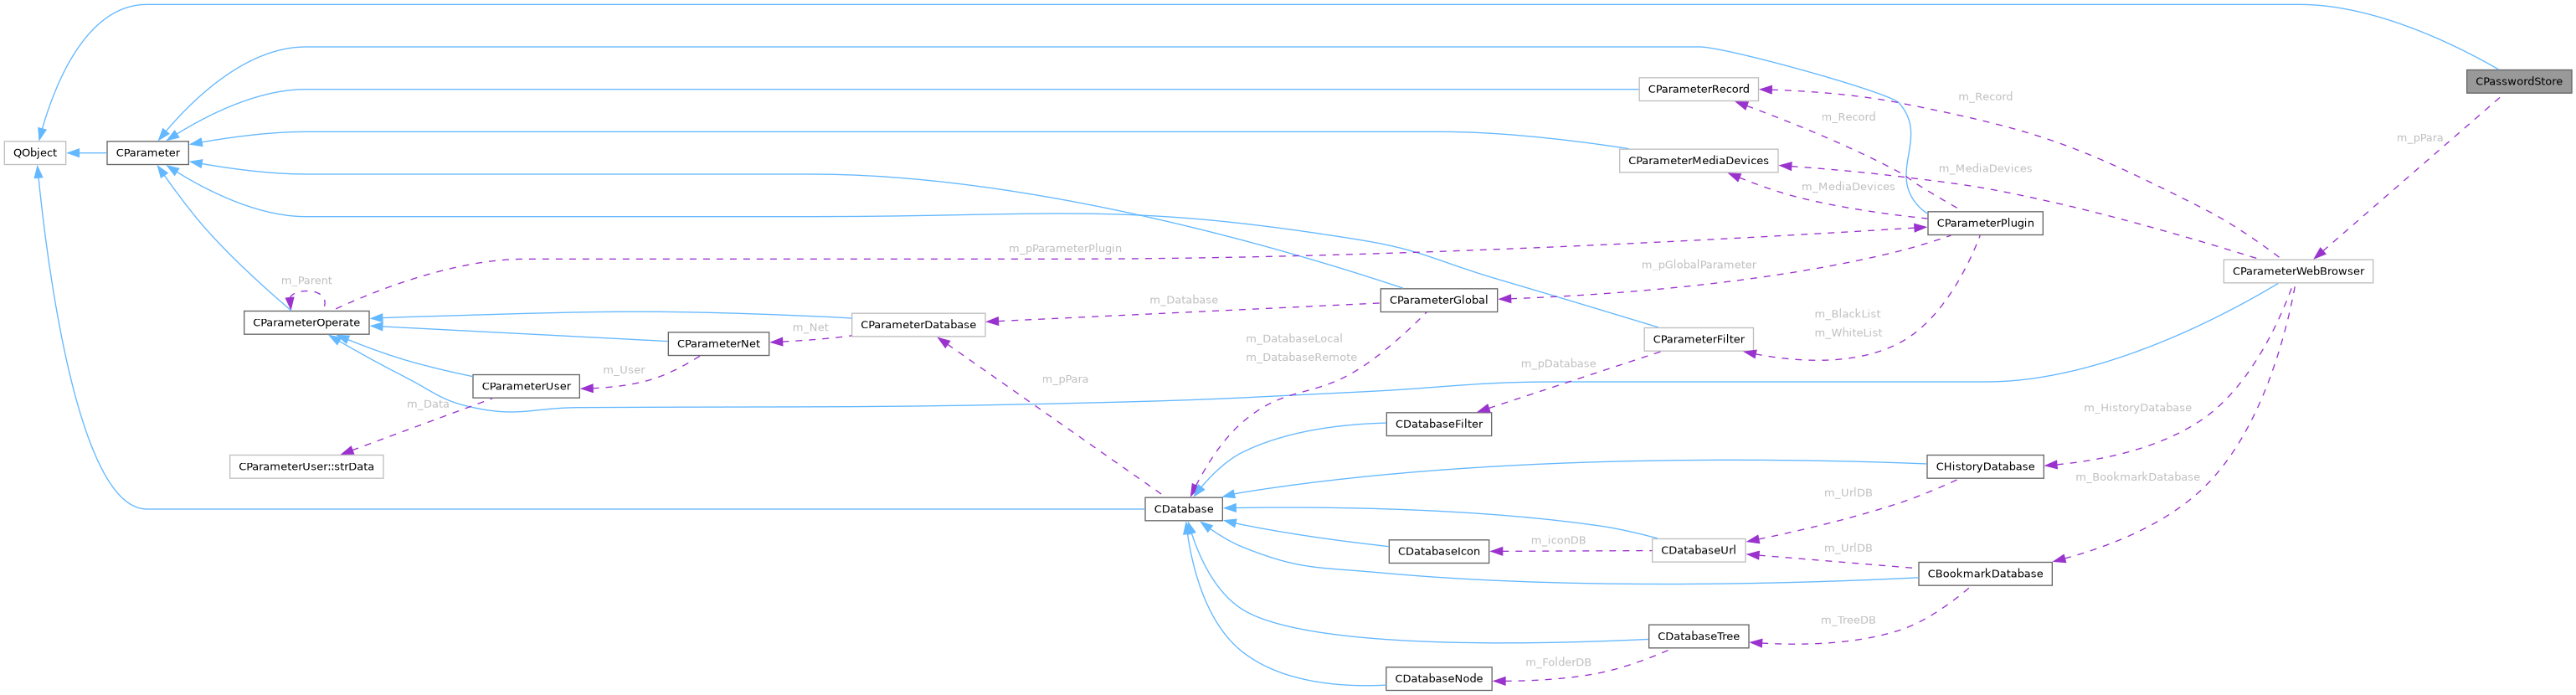 CPasswordStore
CParameterRecord
m_Record
m_Record
m_pPara
QObject
CParameter
CParameterMediaDevices
m_MediaDevices
m_MediaDevices
CParameterPlugin
m_pParameterPlugin
m_pGlobalParameter
CParameterWebBrowser
m_Parent
m_Database
CParameterGlobal
m_BlackList
m_WhiteList
CParameterOperate
CParameterDatabase
m_Net
CParameterNet
m_DatabaseLocal
m_DatabaseRemote
CParameterFilter
m_User
m_pPara
m_pDatabase
CParameterUser
m_Data
m_HistoryDatabase
CDatabaseFilter
CParameterUser::strData
CHistoryDatabase
m_BookmarkDatabase
m_UrlDB
CDatabase
m_iconDB
CDatabaseIcon
CDatabaseUrl
m_UrlDB
CBookmarkDatabase
m_TreeDB
CDatabaseTree
m_FolderDB
CDatabaseNode